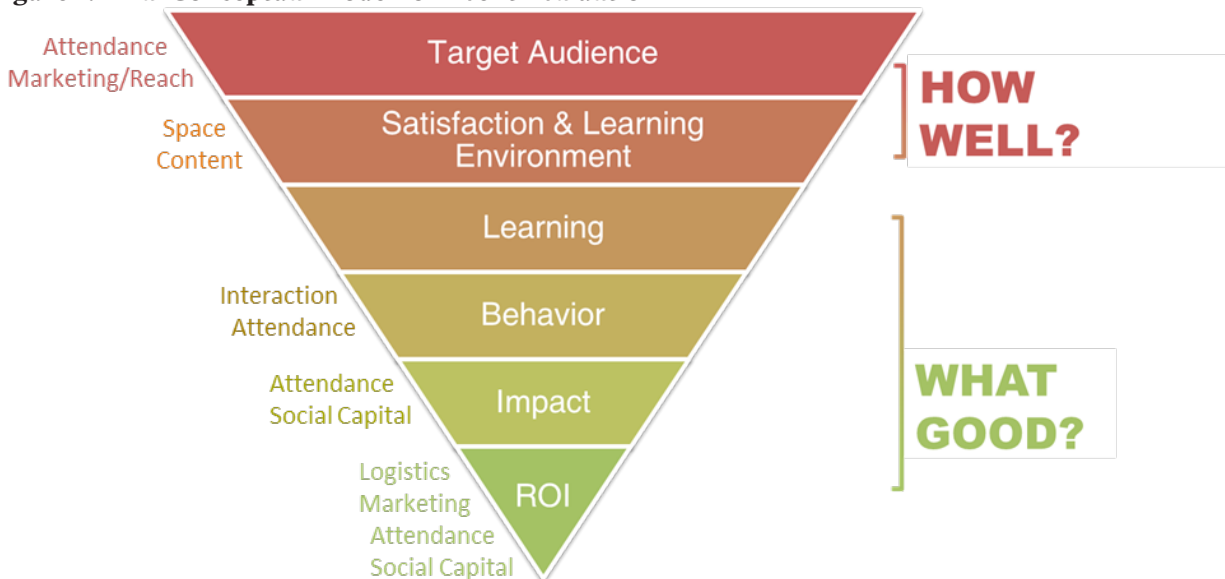 Attendance
Marketing/Reach
Target Audience
HOW
WELL?
Space
Content
Satisfaction & Learning
Environment
Learning
Interaction
Attendance
Behavior
Attendance
Social Capital
Impact
WHAT
GOOD?
Logistics
Marketing
Attendance
Social Capital
ROI